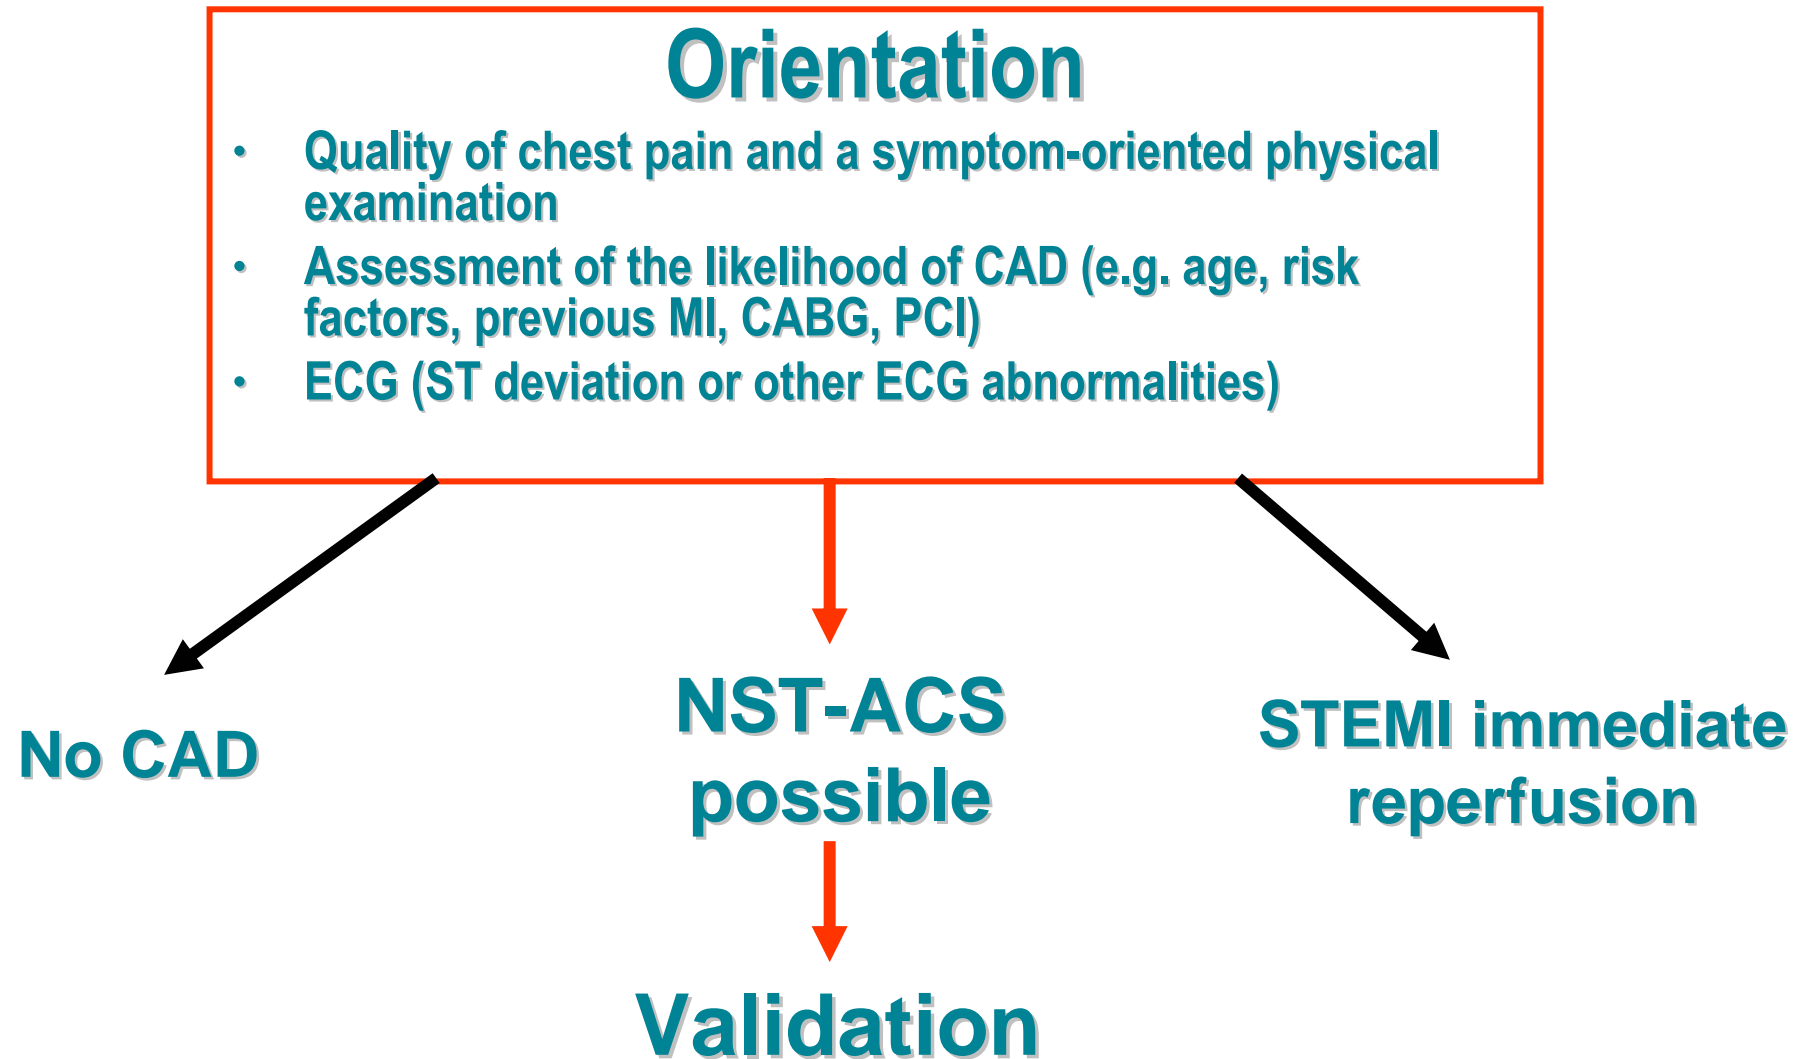 Orientation
• Quality of chest pain and a symptom-oriented physical
examination
• Assessment of the likelihood of CAD (e.g. age, risk
factors, previous MI, CABG, PCI)
• ECG (ST deviation or other ECG abnormalities)
No CAD
NST-ACS
possible
STEMI immediate
reperfusion
Validation